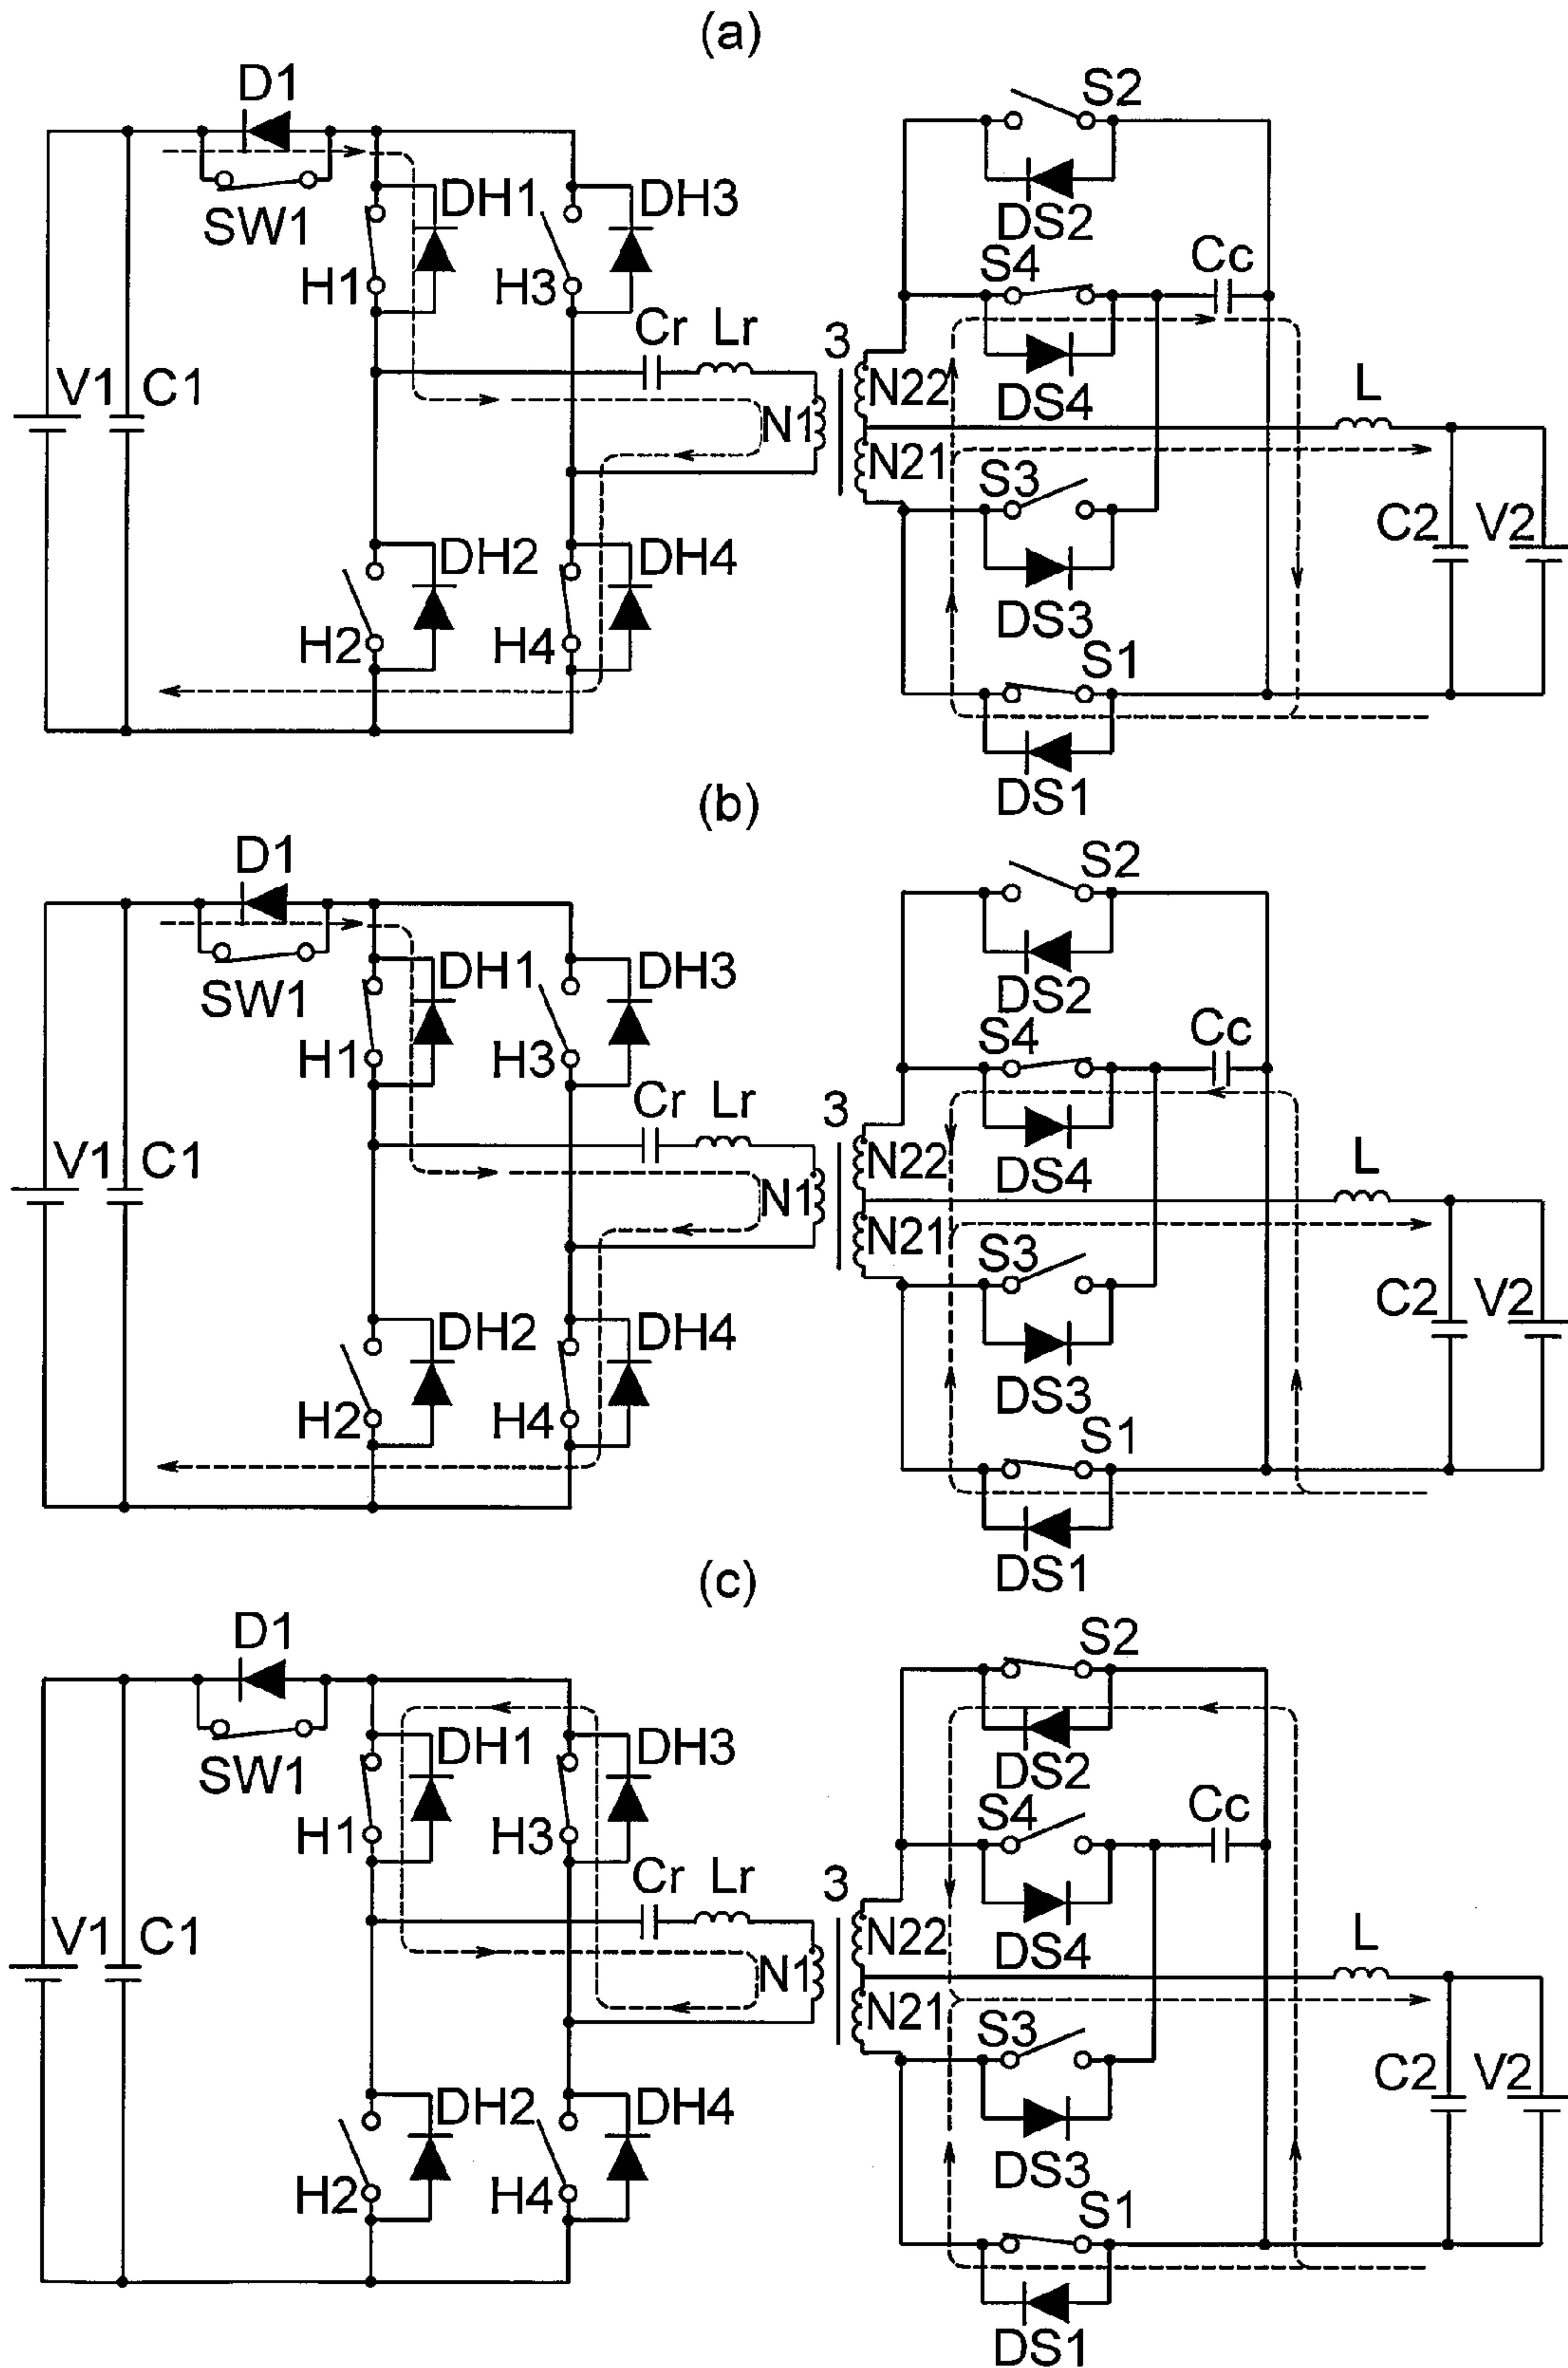 (a)
D1
S2
SW1
DH1
DH3
DS2
H1
H3
S4
Cc
Cr
Lr
3
V1
C1
N1
N22
DS4
L
N21
S3
C2
V2
DH2
DH4
DS3
H2
H4
S1
DS1
(b)
D1
S2
SW1
DH1
DH3
DS2
H1
H3
S4
Cc
Cr
Lr
3
V1
C1
N1
N22
DS4
L
N21
S3
C2
V2
DH2
DH4
DS3
H2
H4
S1
DS1
(c)
D1
S2
SW1
DH1
DH3
DS2
H1
H3
S4
Cc
Cr
Lr
3
V1
C1
N1
N22
DS4
L
N21
S3
C2
V2
DH2
DH4
DS3
H2
H4
S1
DS1